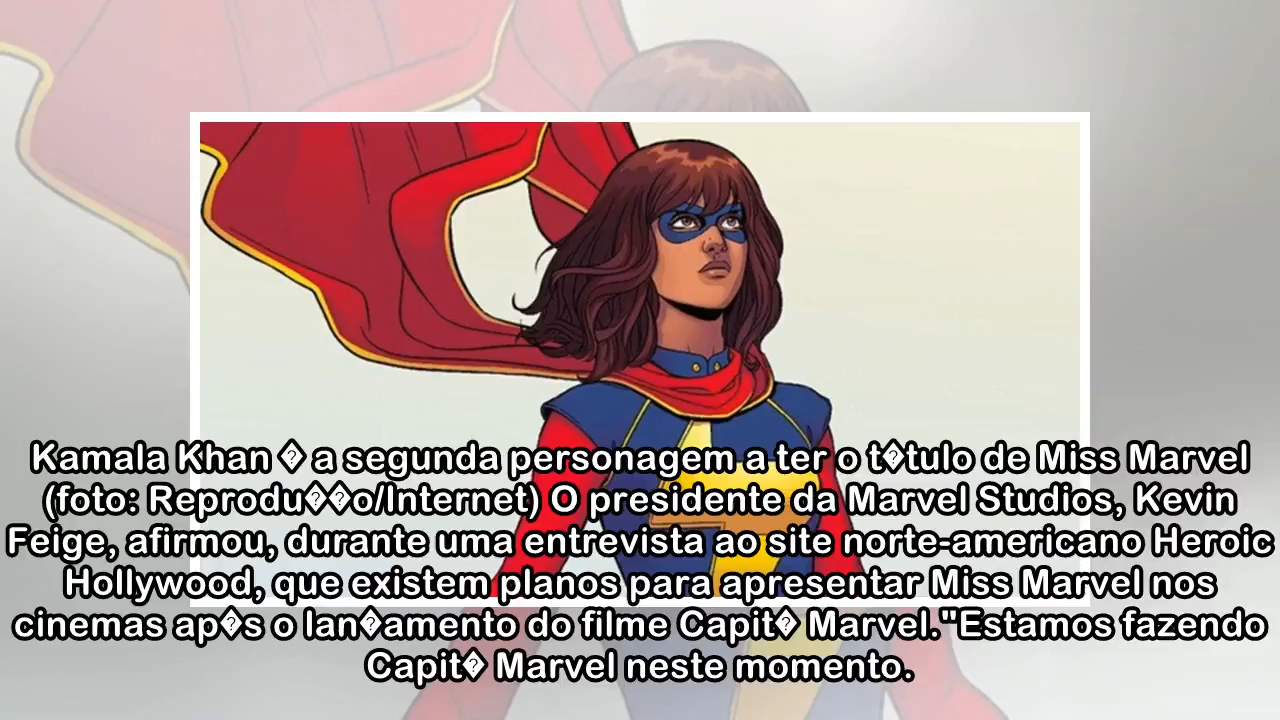 Kamala Khan � a segunda personagem a ter o t�tulo de Miss Marvel
(foto: Reprodu��o/Internet) O presidente da Marvel Studios, Kevin
Feige, afirmou, durante uma entrevista ao site norte-americano Heroic
Hollywood, que existem planos para apresentar Miss Marvel nos
cinemas ap�s o lan�amento do filme Capit� Marvel."Estamos fazendo
Capit� Marvel neste momento.